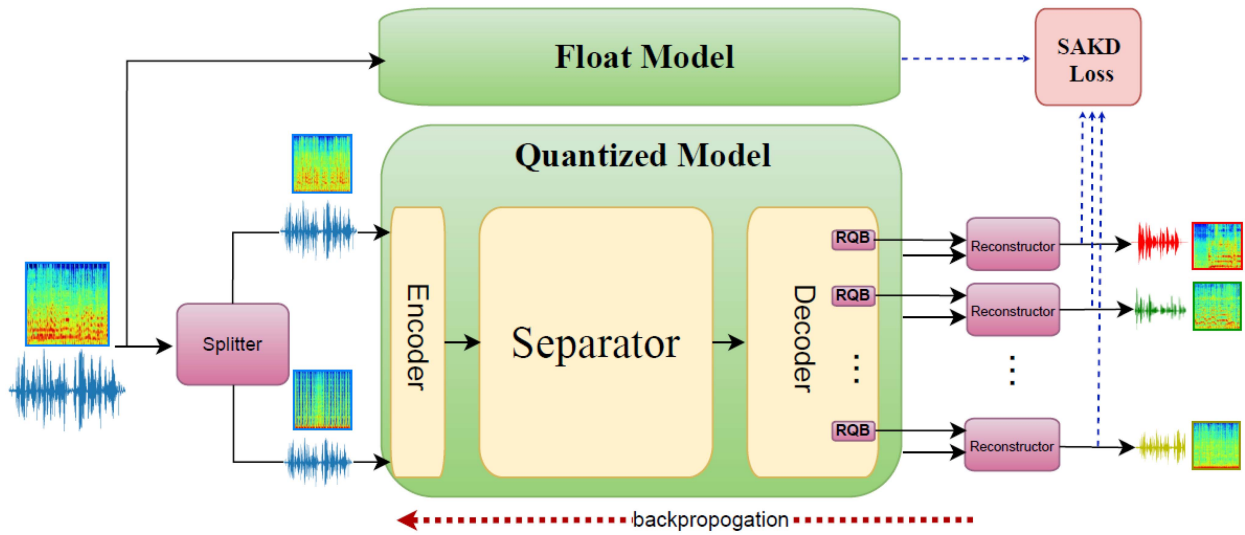 Float Model
SAKD
Loss
Quantized Model
Splitter
Encoder
Separator
Decoder
RQB
Reconstructor
RQB
Reconstructor
...
...
RQB
Reconstructor
backpropogation